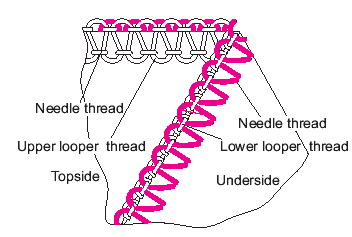 Needle thread
Needle thread
Upper looper thread
Lower looper thread
Topside
Underside